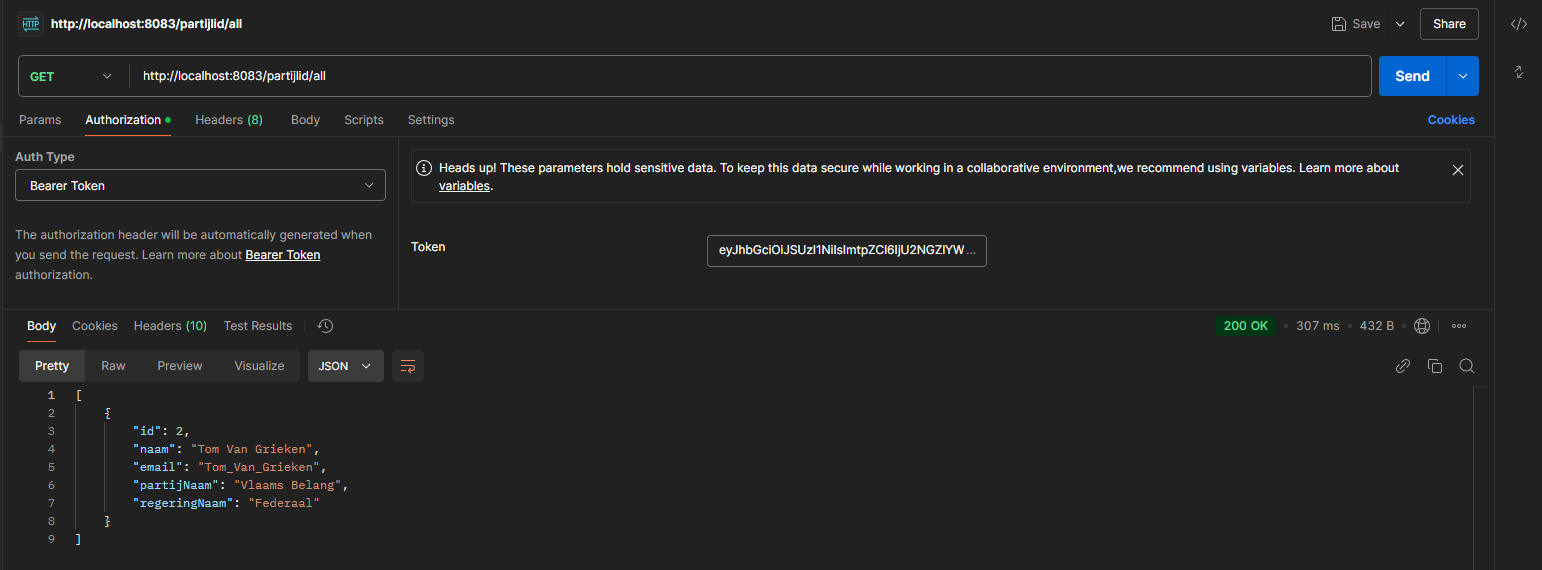 HTTP http://localhost:8083/partijlid/all Save Share
GET http://localhost:8083/partijlid/all Send
Params Authorization Headers (8) Body Scripts Settings Cookies
Auth Type
Bearer Token
The authorization header will be automatically generated when
you send the request. Learn more about Bearer Token
authorization.
Heads up! These parameters hold sensitive data. To keep this data secure while working in a collaborative environment,we recommend using variables. Learn more about
variables.
Token eyJhbGciOiJSUzI1NiIsImtpZCI6IjU2NGZlYW ...
Body Cookies Headers (10) Test Results 200 OK • 307 ms • 432 B •
Pretty Raw Preview Visualize JSON
1 [
2 {
3 "id": 2,
4 "naam": "Tom Van Grieken",
5 "email": "Tom_Van_Grieken",
6 "partijNaam": "Vlaams Belang",
7 "regeringNaam": "Federaal"
8 }
9 ]